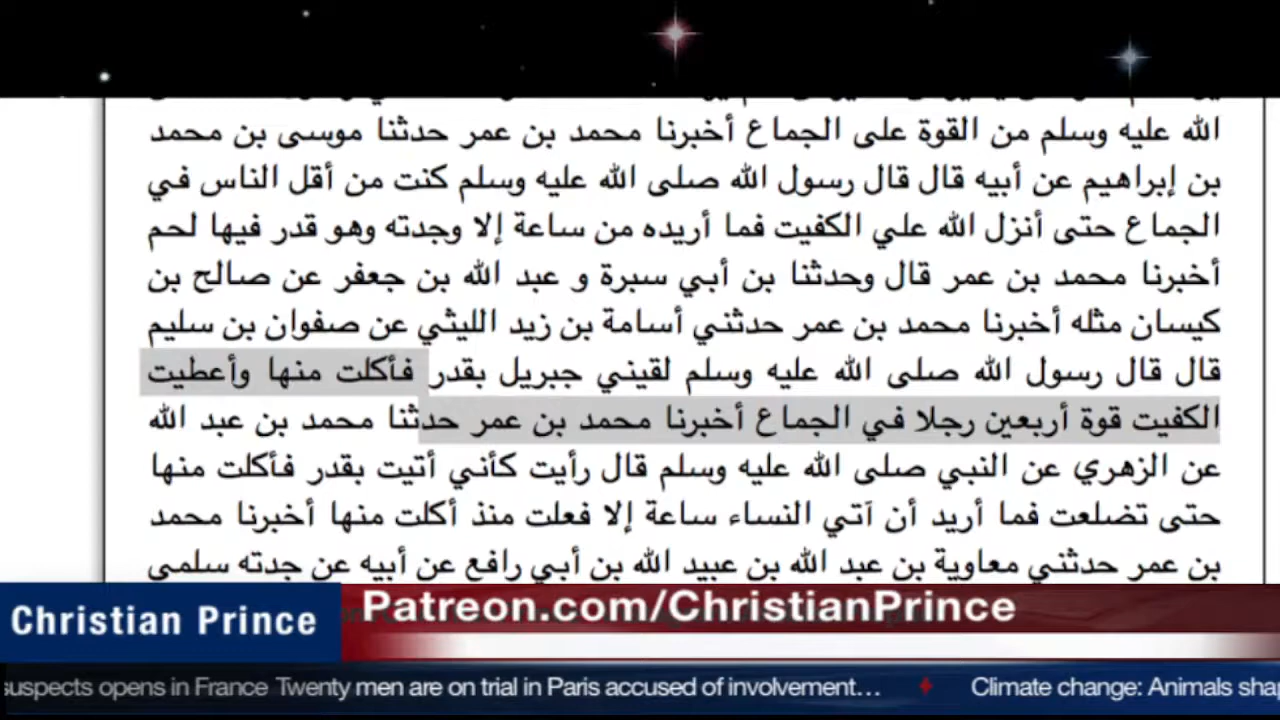 الله عليه وسلم من القوة على الجماع أخبرنا محمد بن عمر حدثنا موسى بن محمد
بن إبراهيم عن أبيه قال قال رسول الله صلى الله عليه وسلم كنت من أقل الناس في
الجماع حتى أنزل الله علي الكفيت فما أريده من ساعة إلا وجدته وهو قدر فيها لحم
أخبرنا محمد بن عمر قال وحدثنا بن أبي سبرة و عبد الله بن جعفر عن صالح بن
كيسان مثله أخبرنا محمد بن عمر حدثني أسامة بن زيد الليثي عن صفوان بن سليم
قال قال رسول الله صلى الله عليه وسلم لقيني جبريل بقدر فأكلت منها وأعطيت
الكفيت قوة أربعين رجلا في الجماع أخبرنا محمد بن عمر حدثنا محمد بن عبد الله
عن الزهري عن النبي صلى الله عليه وسلم قال رأيت كأني أتيت بقدر فأكلت منها
حتى تضلعت فما أريد أن آتي النساء ساعة إلا فعلت منذ أكلت منها أخبرنا محمد
بن عمر حدثني معاوية بن عبد الله بن عبيد الله بن أبي رافع عن أبيه عن جدته سلمى
Christian Prince
Patreon.com/ChristianPrince
suspects opens in France Twenty men are on trial in Paris accused of involvement... Climate change: Animals